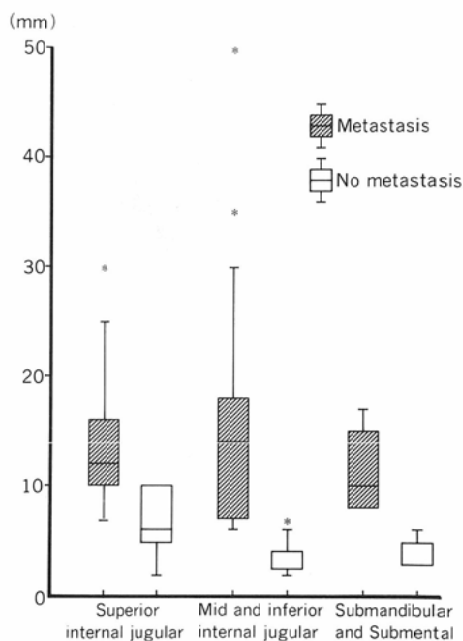 (mm)
50
Metastasis
40
No metastasis
30
20
10
0
Superior Mid and inferior Submandibular
internal jugular internal jugular and Submental